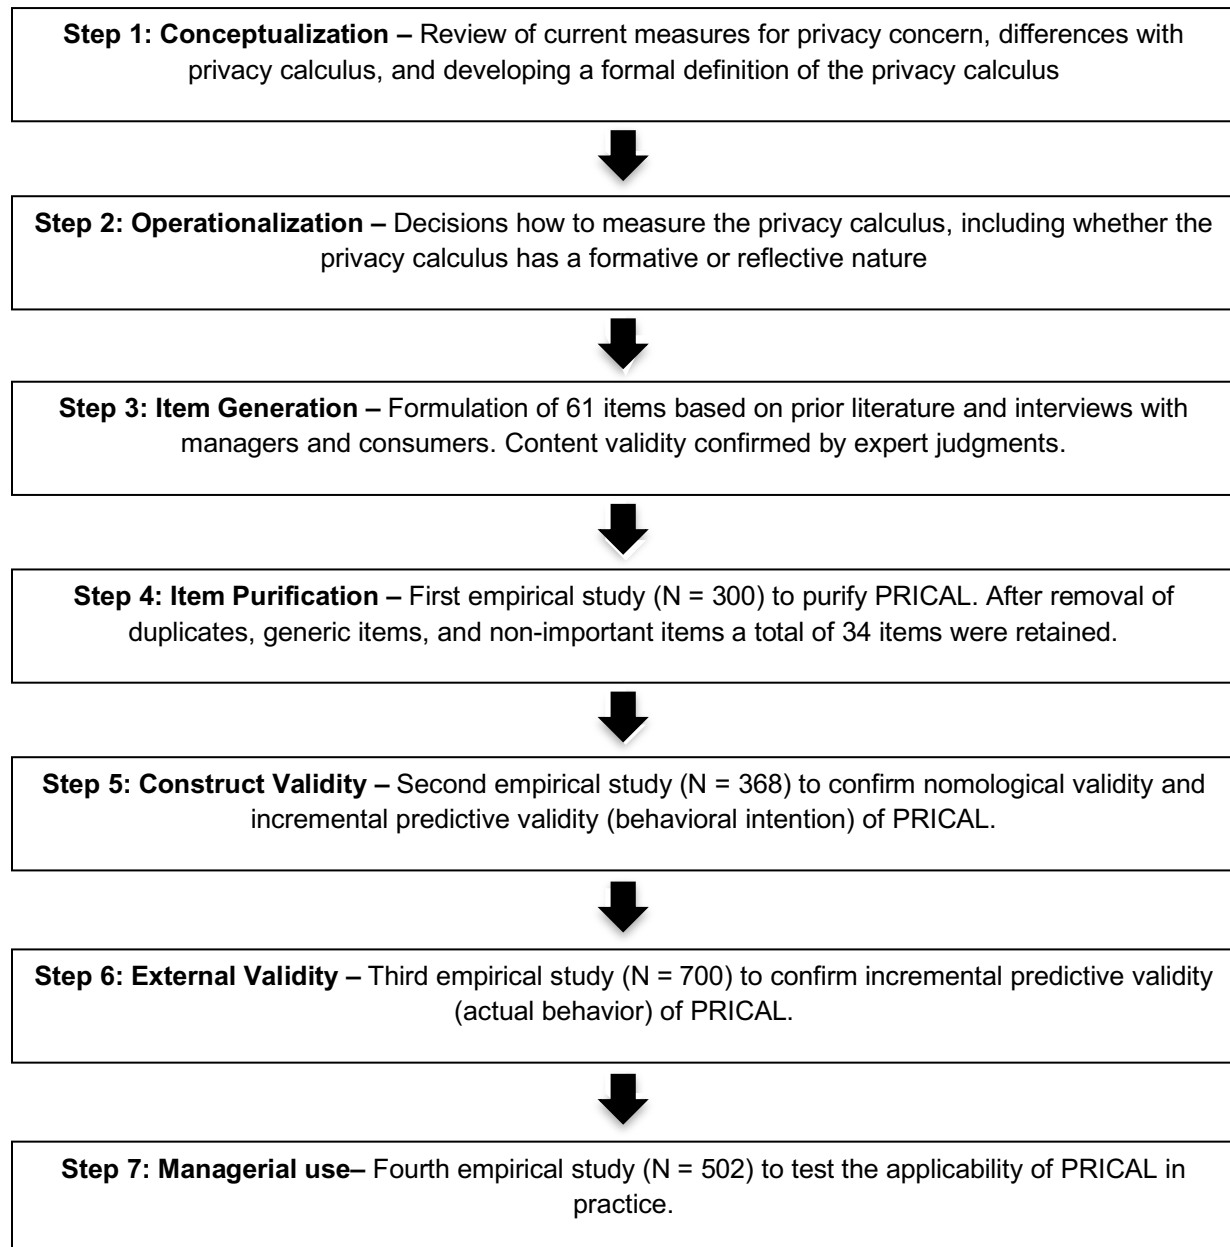 Step 1: Conceptualization – Review of current measures for privacy concern, differences with
privacy calculus, and developing a formal definition of the privacy calculus
Step 2: Operationalization – Decisions how to measure the privacy calculus, including whether the
privacy calculus has a formative or reflective nature
Step 3: Item Generation – Formulation of 61 items based on prior literature and interviews with
managers and consumers. Content validity confirmed by expert judgments.
Step 4: Item Purification – First empirical study (N = 300) to purify PRICAL. After removal of
duplicates, generic items, and non-important items a total of 34 items were retained.
Step 5: Construct Validity – Second empirical study (N = 368) to confirm nomological validity and
incremental predictive validity (behavioral intention) of PRICAL.
Step 6: External Validity – Third empirical study (N = 700) to confirm incremental predictive validity
(actual behavior) of PRICAL.
Step 7: Managerial use– Fourth empirical study (N = 502) to test the applicability of PRICAL in
practice.